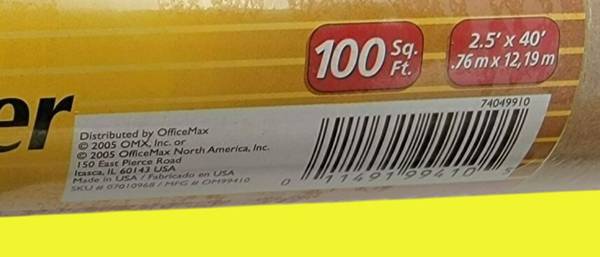 100 Sq. Ft.
2.5' x 40'
.76 m x 12,19 m
er
74049910
Distributed by OfficeMax
© 2005 OMX, Inc. or
© 2005 OfficeMax North America, Inc.
150 East Pierce Road
Itasca, IL 60143 USA
Made in USA / Fabricado en USA
SKU # 07010968 / MFG # OM99410
0 11491 99410 5